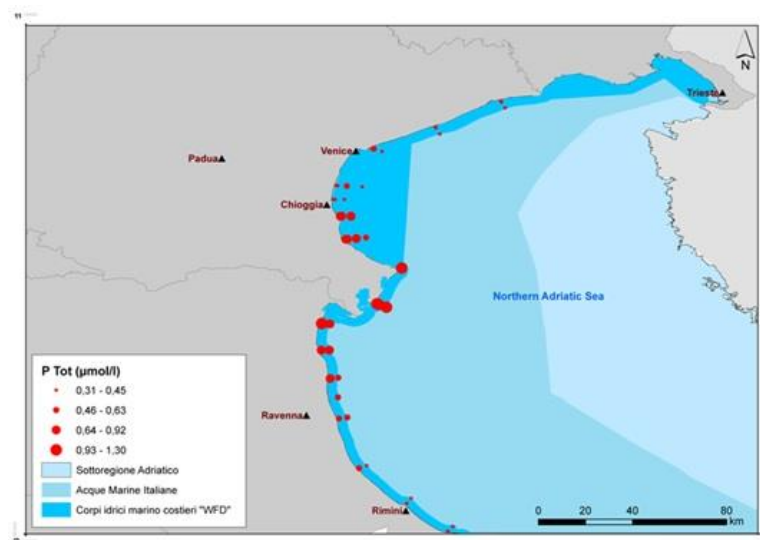 11
N
Trieste
Venice
Padua
Chioggia
Northern Adriatic Sea
P Tot (µmol/l)
0,31 - 0,45
0,46 - 0,63
0,64 - 0,92
0,93 - 1,30
Sottoregione Adriatico
Acque Marine Italiane
Corpi idrici marino costieri "WFD"
Ravenna
Rimini
0 20 40 80
km